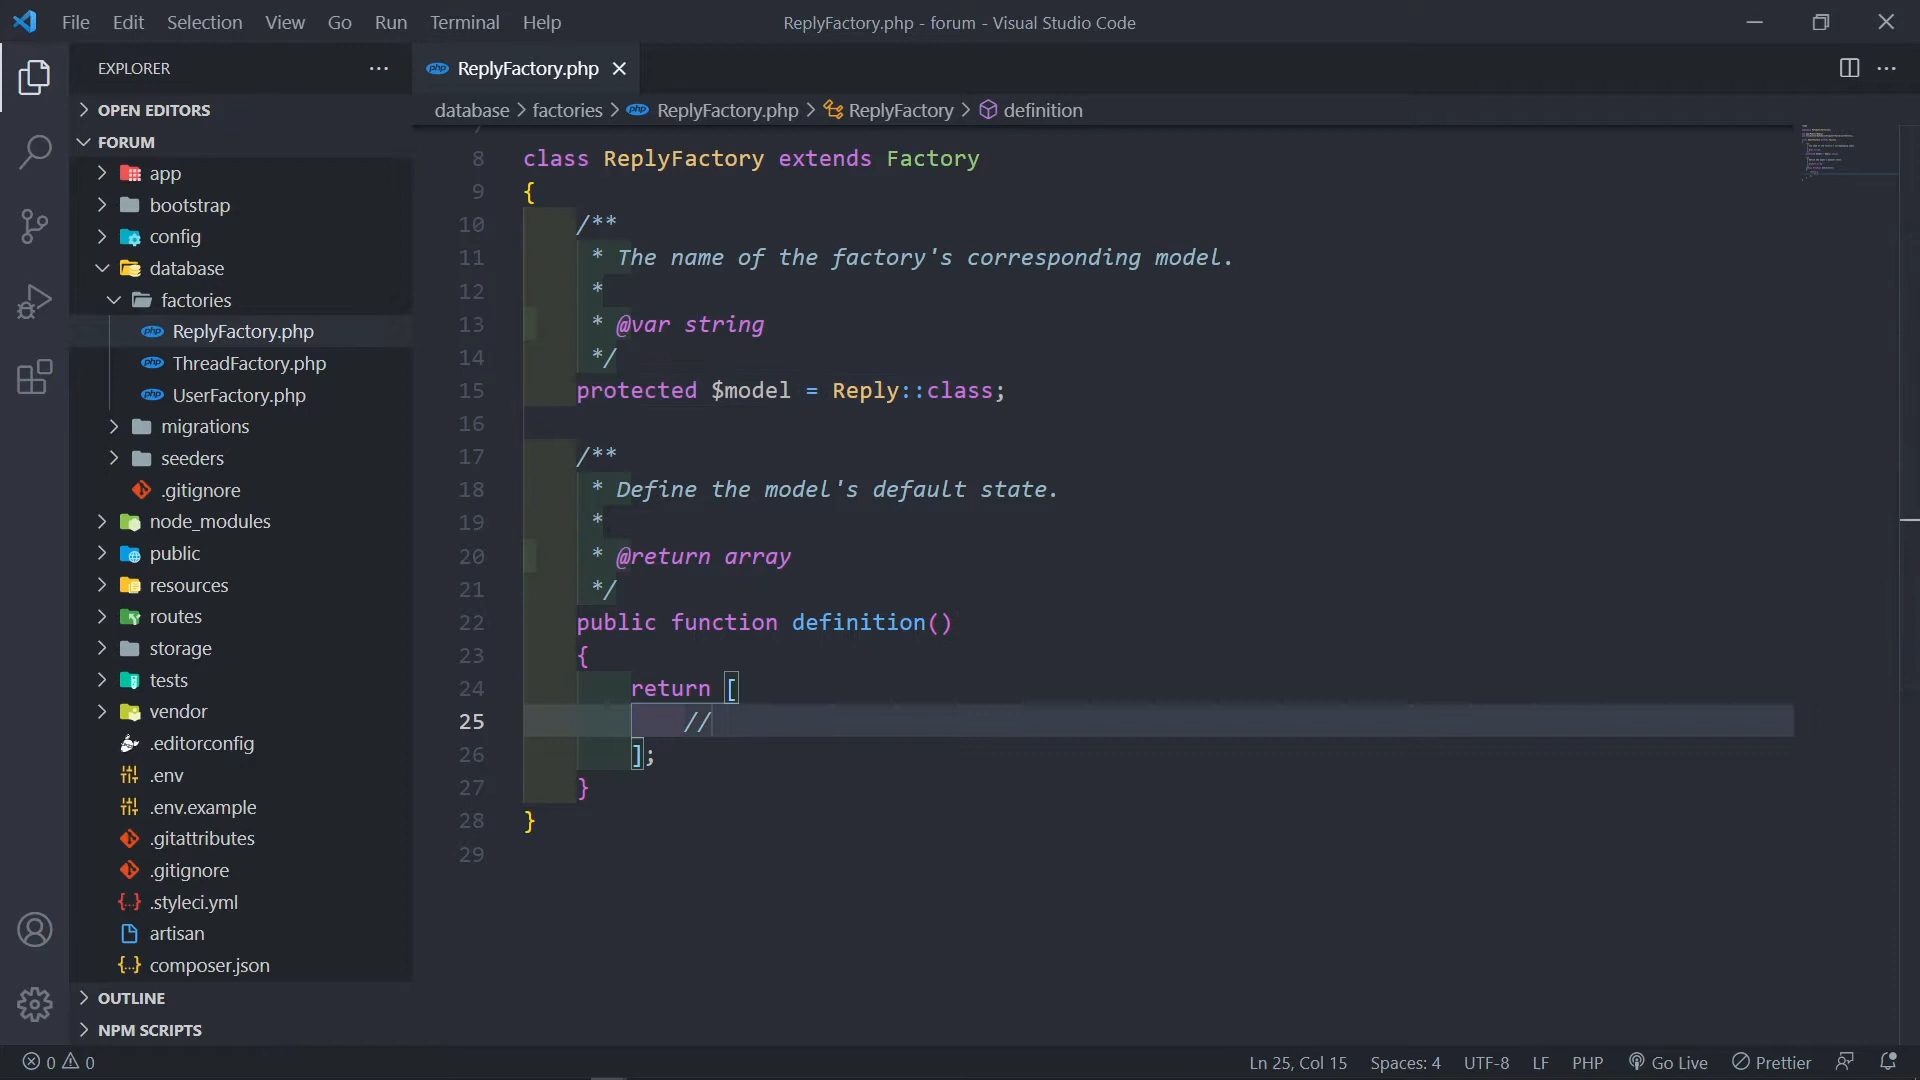 File Edit Selection View Go Run Terminal Help
ReplyFactory.php - forum - Visual Studio Code
EXPLORER
OPEN EDITORS
FORUM
app
bootstrap
config
database
factories
ReplyFactory.php
ThreadFactory.php
UserFactory.php
migrations
seeders
.gitignore
node_modules
public
resources
routes
storage
tests
vendor
.editorconfig
.env
.env.example
.gitattributes
.gitignore
.styleci.yml
artisan
composer.json
OUTLINE
NPM SCRIPTS
php ReplyFactory.php
database > factories > php ReplyFactory.php > ReplyFactory > definition
8 class ReplyFactory extends Factory
9 {
10 /**
11 * The name of the factory's corresponding model.
12 *
13 * @var string
14 */
15 protected $model = Reply::class;
16
17 /**
18 * Define the model's default state.
19 *
20 * @return array
21 */
22 public function definition()
23 {
24 return [
25 //
26 ];
27 }
28 }
29
0 0
Ln 25, Col 15 Spaces: 4 UTF-8 LF PHP Go Live Prettier